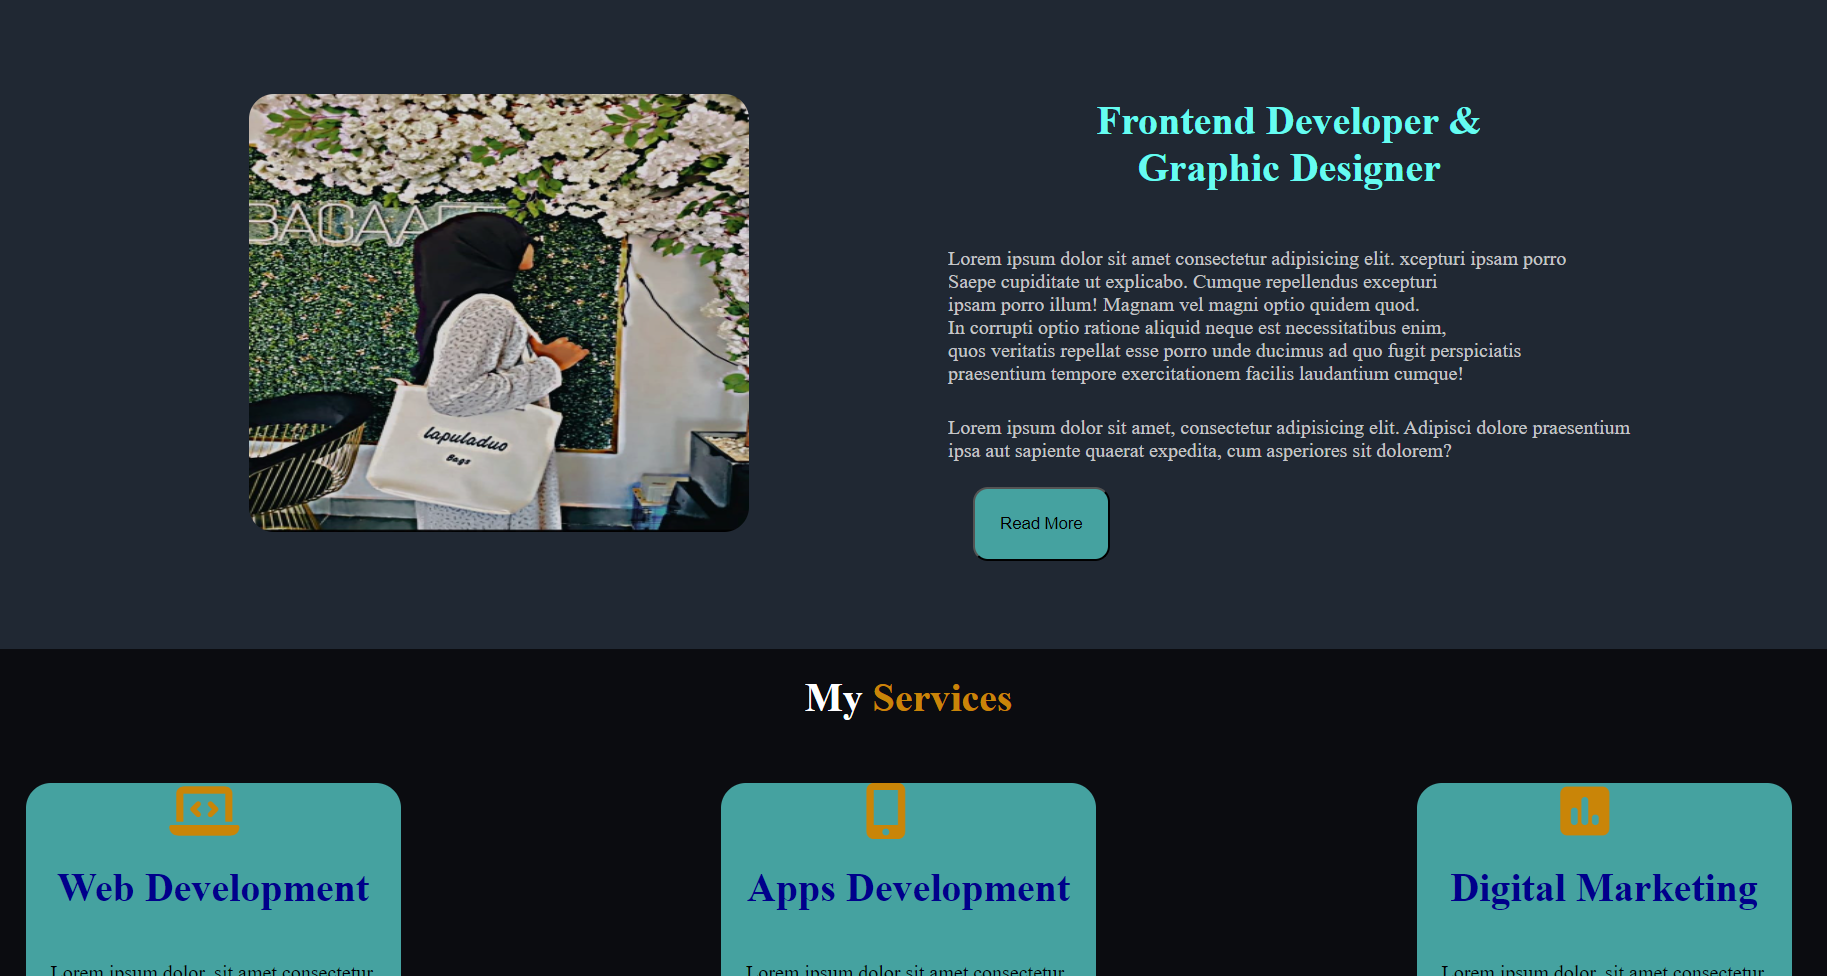 BAGAA
lapuladuo
Bags
Frontend Developer &
Graphic Designer
Lorem ipsum dolor sit amet consectetur adipisicing elit. xcepturi ipsam porro
Saepe cupiditate ut explicabo. Cumque repellendus excepturi
ipsam porro illum! Magnam vel magni optio quidem quod.
In corrupti optio ratione aliquid neque est necessitatibus enim,
quos veritatis repellat esse porro unde ducimus ad quo fugit perspiciatis
praesentium tempore exercitationem facilis laudantium cumque!
Lorem ipsum dolor sit amet, consectetur adipisicing elit. Adipisci dolore praesentium
ipsa aut sapiente quaerat expedita, cum asperiores sit dolorem?
Read More
My Services
Web Development
Apps Development
Digital Marketing
Lorem ipsum dolor, sit amet consectetur
Lorem ipsum dolor sit amet consectetur
Lorem ipsum dolor, sit amet consectetur